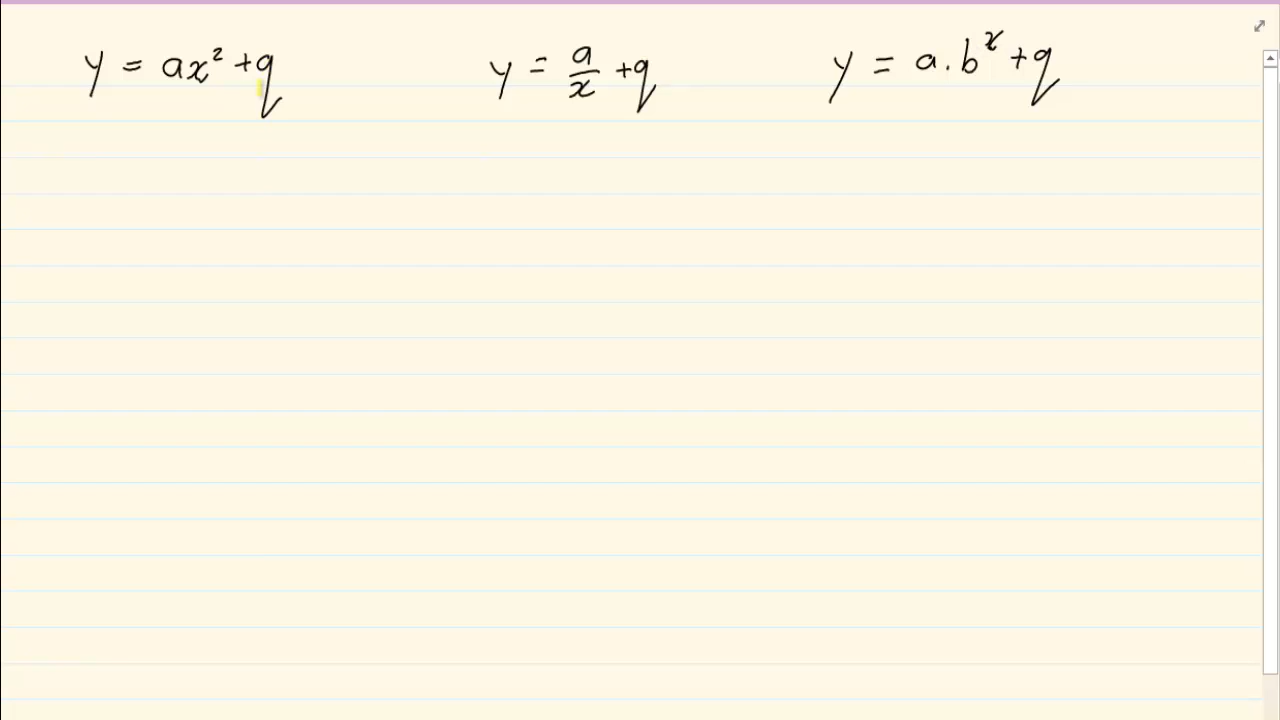 y = ax² + q
y = a/x + q
y = a . bˣ + q